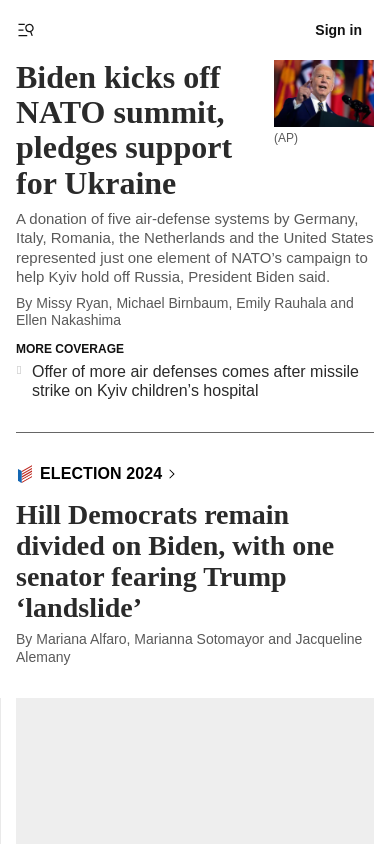 Sign in
Biden kicks off
NATO summit,
pledges support
for Ukraine
(AP)
A donation of five air-defense systems by Germany,
Italy, Romania, the Netherlands and the United States
represented just one element of NATO’s campaign to
help Kyiv hold off Russia, President Biden said.
By Missy Ryan, Michael Birnbaum, Emily Rauhala and
Ellen Nakashima
MORE COVERAGE
Offer of more air defenses comes after missile
strike on Kyiv children’s hospital
ELECTION 2024
Hill Democrats remain
divided on Biden, with one
senator fearing Trump
‘landslide’
By Mariana Alfaro, Marianna Sotomayor and Jacqueline
Alemany